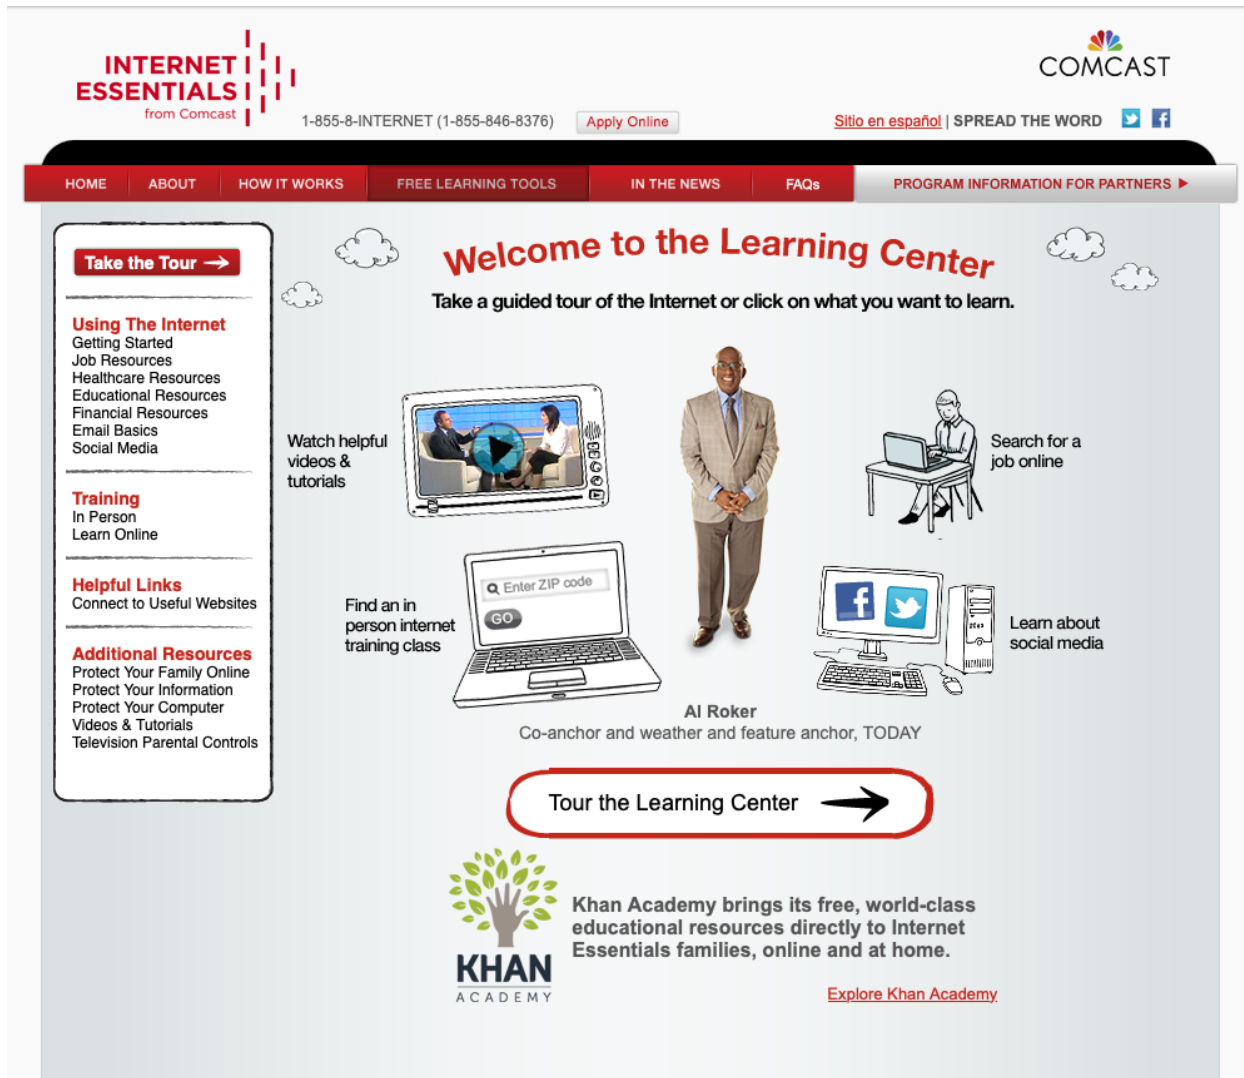 INTERNET
ESSENTIALS
from Comcast
COMCAST
1-855-8-INTERNET (1-855-846-8376)
Apply Online
Sitio en español | SPREAD THE WORD
HOME
ABOUT
HOW IT WORKS
FREE LEARNING TOOLS
IN THE NEWS
FAQs
PROGRAM INFORMATION FOR PARTNERS
Take the Tour
Using The Internet
Getting Started
Job Resources
Healthcare Resources
Educational Resources
Financial Resources
Email Basics
Social Media
Training
In Person
Learn Online
Helpful Links
Connect to Useful Websites
Additional Resources
Protect Your Family Online
Protect Your Information
Protect Your Computer
Videos & Tutorials
Television Parental Controls
Welcome to the Learning Center
Take a guided tour of the Internet or click on what you want to learn.
Watch helpful
videos &
tutorials
Search for a
job online
Find an in
person internet
training class
Enter ZIP code
GO
Learn about
social media
Al Roker
Co-anchor and weather and feature anchor, TODAY
Tour the Learning Center
KHAN
ACADEMY
Khan Academy brings its free, world-class
educational resources directly to Internet
Essentials families, online and at home.
Explore Khan Academy